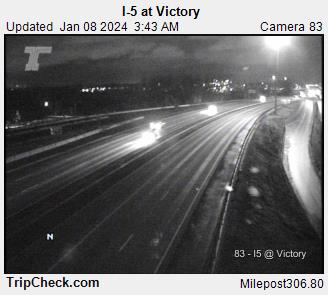 I-5 at Victory
Updated Jan 08 2024 3:43 AM Camera 83
T
N
83 - I5 @ Victory
TripCheck.com Milepost306.80